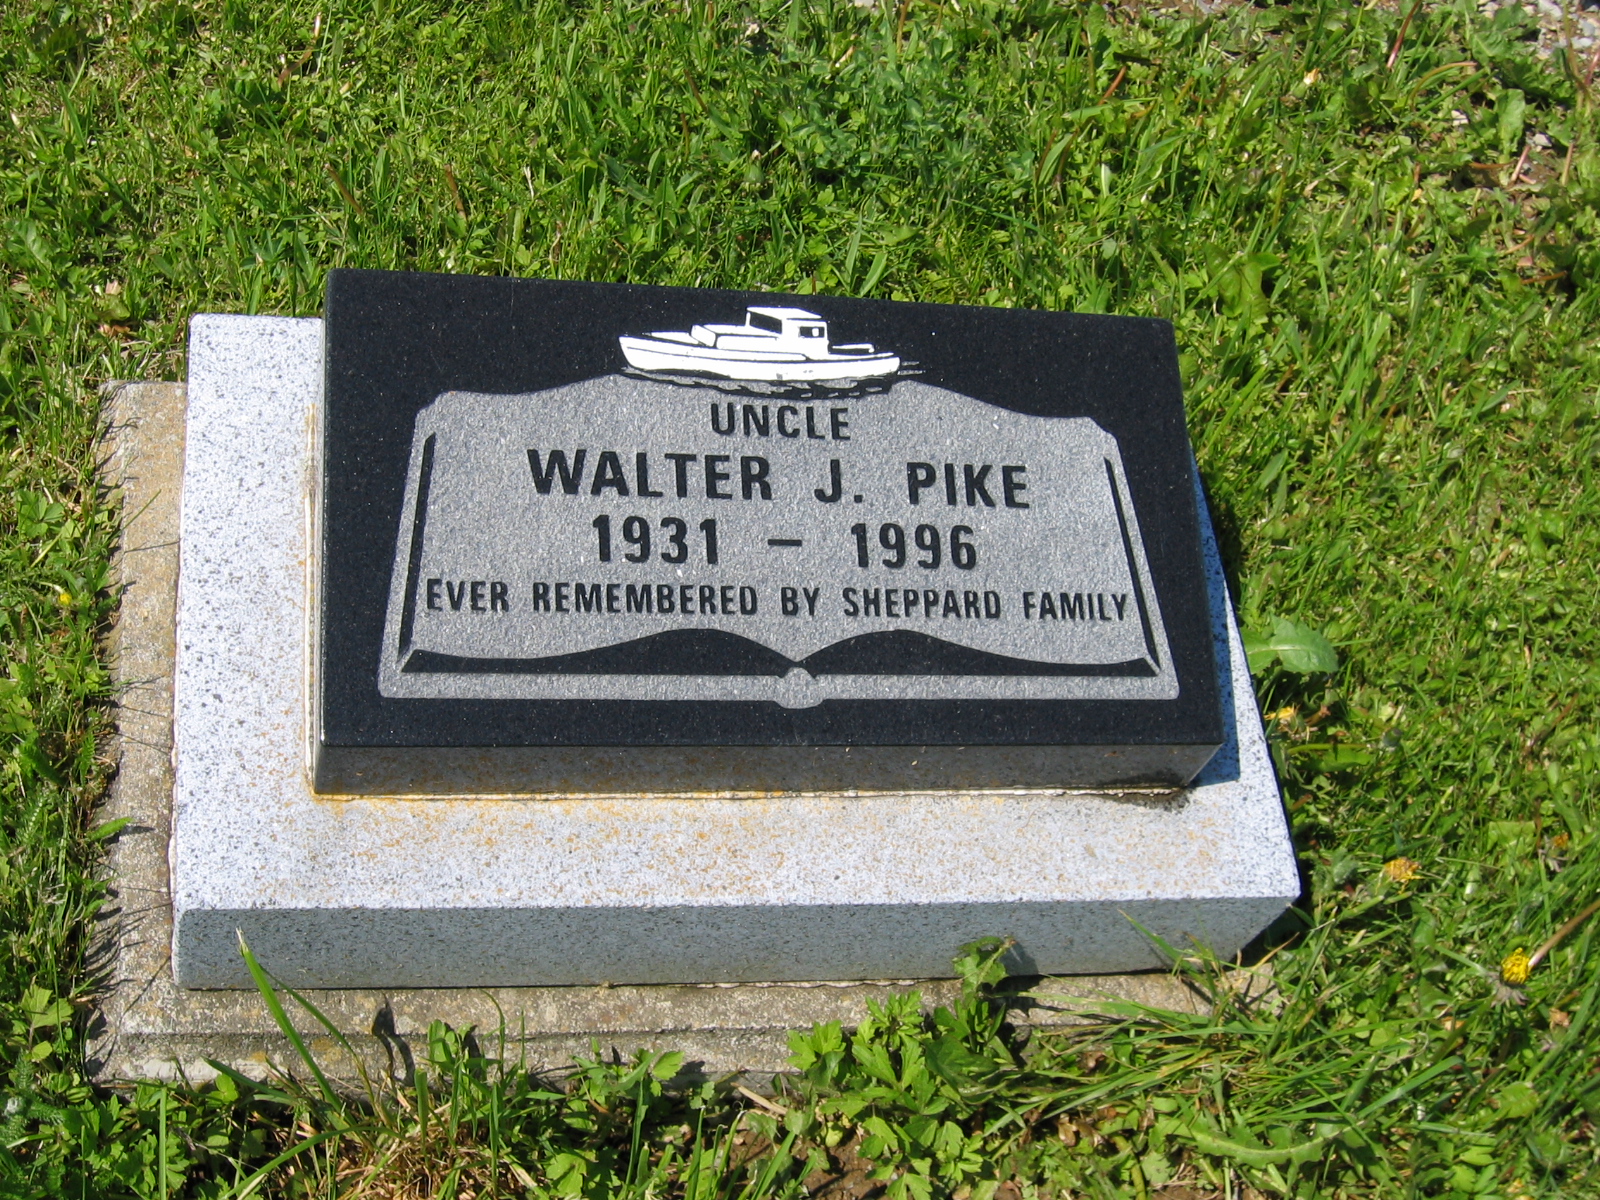 UNCLE
WALTER J. PIKE
1931 – 1996
EVER REMEMBERED BY SHEPPARD FAMILY